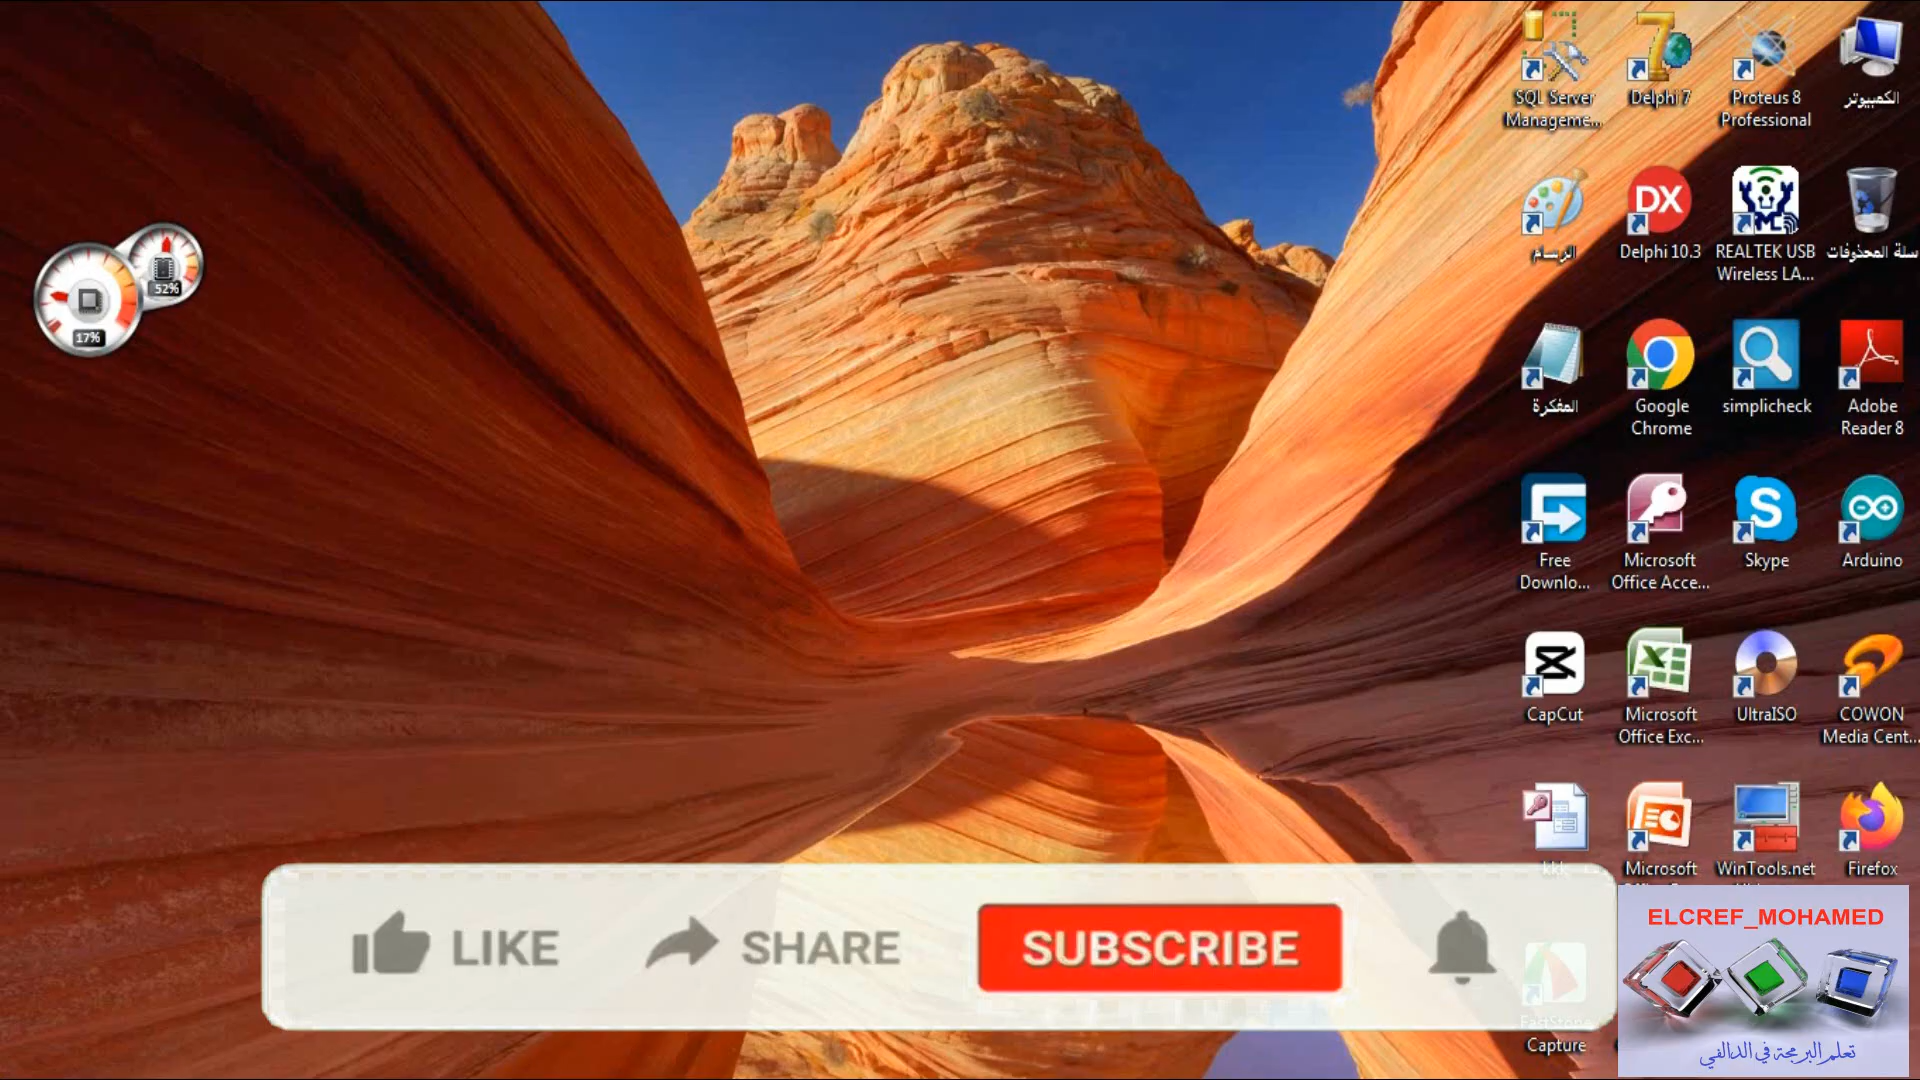 SQL Server
Manageme...
Delphi 7
Proteus 8
Professional
الكمبيوتر
الرسام
Delphi 10.3
REALTEK USB
Wireless LA...
سلة المحذوفات
52%
17%
المفكرة
Google
Chrome
simplicheck
Adobe
Reader 8
Free
Downlo...
Microsoft
Office Acce...
Skype
Arduino
CapCut
Microsoft
Office Exc...
UltraISO
COWON
Media Cent...
kkk
Microsoft
WinTools.net
Firefox
LIKE
SHARE
SUBSCRIBE
FastStone
Capture
ELCREF_MOHAMED
تعلم البرمجة في الدالفي